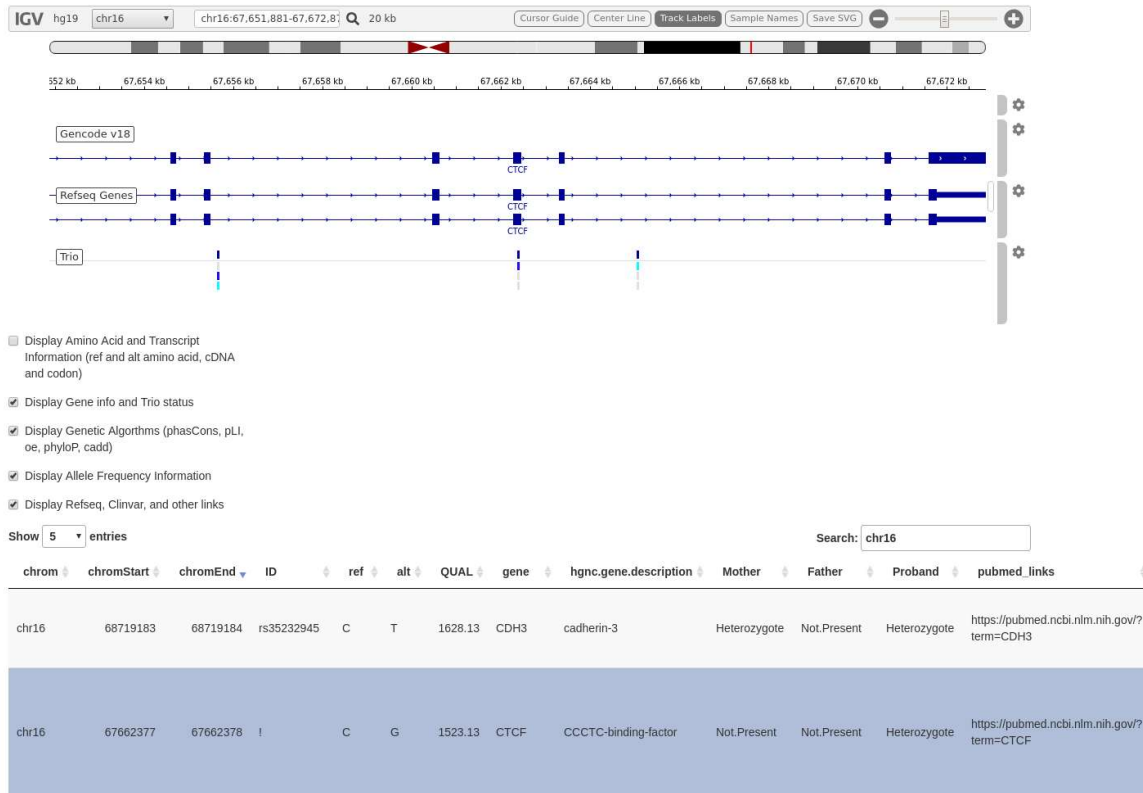 IGV hg19 chr16 chr16:67,651,881-67,672,87 20 kb Cursor Guide Center Line Track Labels Sample Names Save SVG
552 kb 67,654 kb 67,656 kb 67,658 kb 67,660 kb 67,662 kb 67,664 kb 67,666 kb 67,668 kb 67,670 kb 67,672 kb
Gencode v18
CTCF
Refseq Genes
CTCF
CTCF
Trio
Display Amino Acid and Transcript
Information (ref and alt amino acid, cDNA
and codon)
Display Gene info and Trio status
Display Genetic Algorthms (phasCons, pLI,
oe, phyloP, cadd)
Display Allele Frequency Information
Display Refseq, Clinvar, and other links
Show 5 entries Search: chr16
chrom chromStart chromEnd ID ref alt QUAL gene hgnc.gene.description Mother Father Proband pubmed_links
chr16 68719183 68719184 rs35232945 C T 1628.13 CDH3 cadherin-3 Heterozygote Not.Present Heterozygote https://pubmed.ncbi.nlm.nih.gov/?
term=CDH3
chr16 67662377 67662378 ! C G 1523.13 CTCF CCCTC-binding-factor Not.Present Not.Present Heterozygote https://pubmed.ncbi.nlm.nih.gov/?
term=CTCF